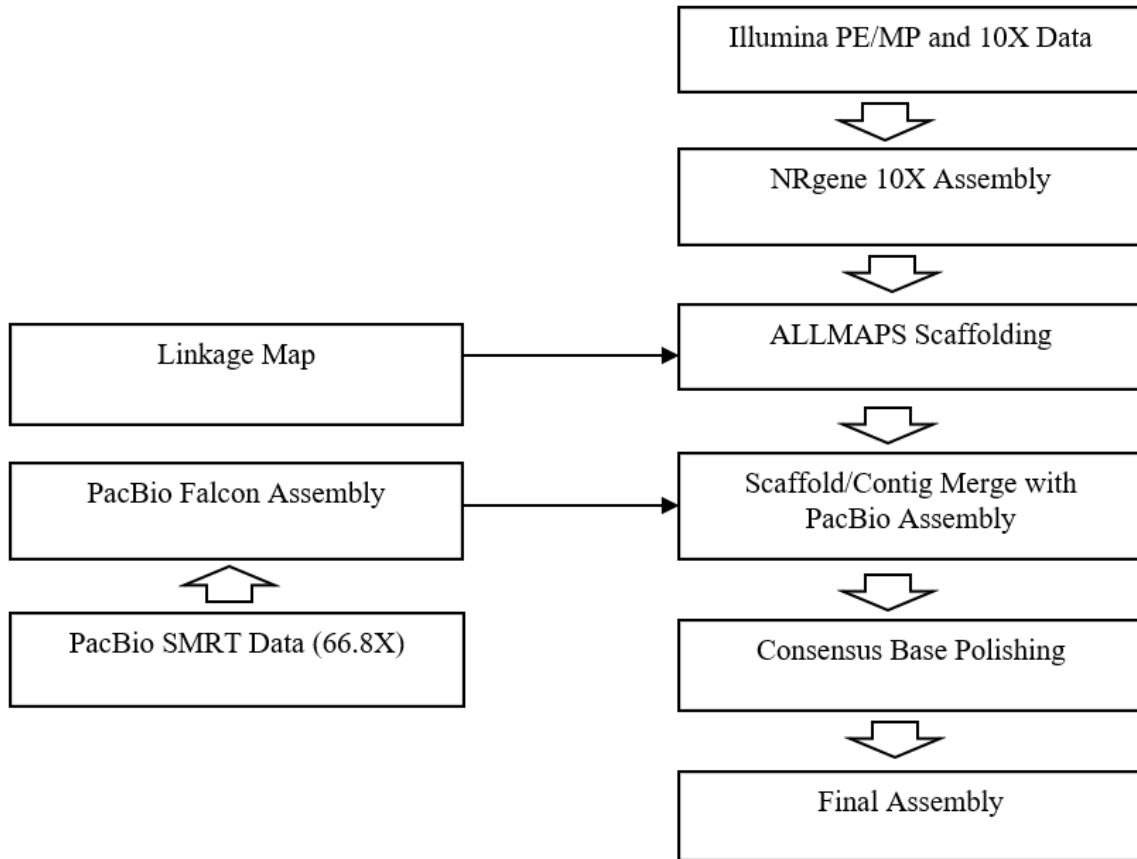 Illumina PE/MP and 10X Data
NRgene 10X Assembly
ALLMAPS Scaffolding
Linkage Map
Scaffold/Contig Merge with
PacBio Assembly
PacBio Falcon Assembly
PacBio SMRT Data (66.8X)
Consensus Base Polishing
Final Assembly